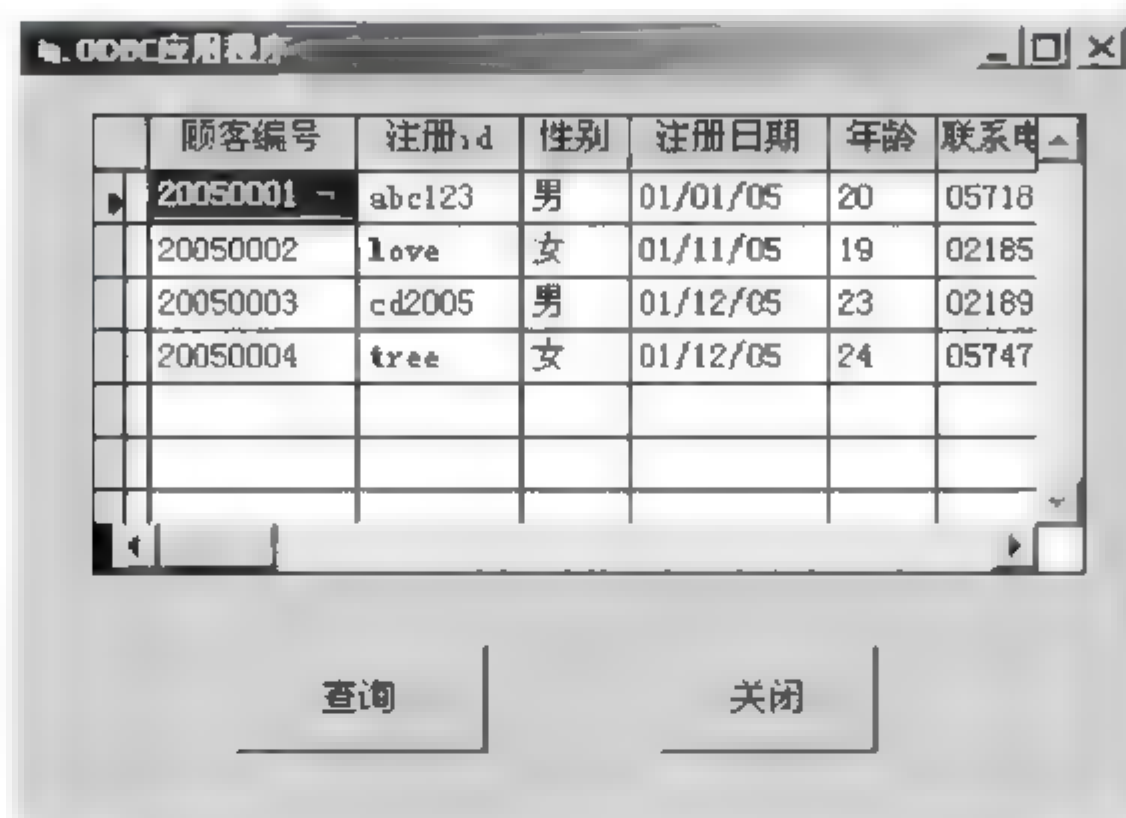 ODBC应用程序
顾客编号 注册id 性别 注册日期 年龄 联系电
20050001 abc123 男 01/01/05 20 05718
20050002 love 女 01/11/05 19 02185
20050003 cd2005 男 01/12/05 23 02189
20050004 tree 女 01/12/05 24 05747
查询 关闭